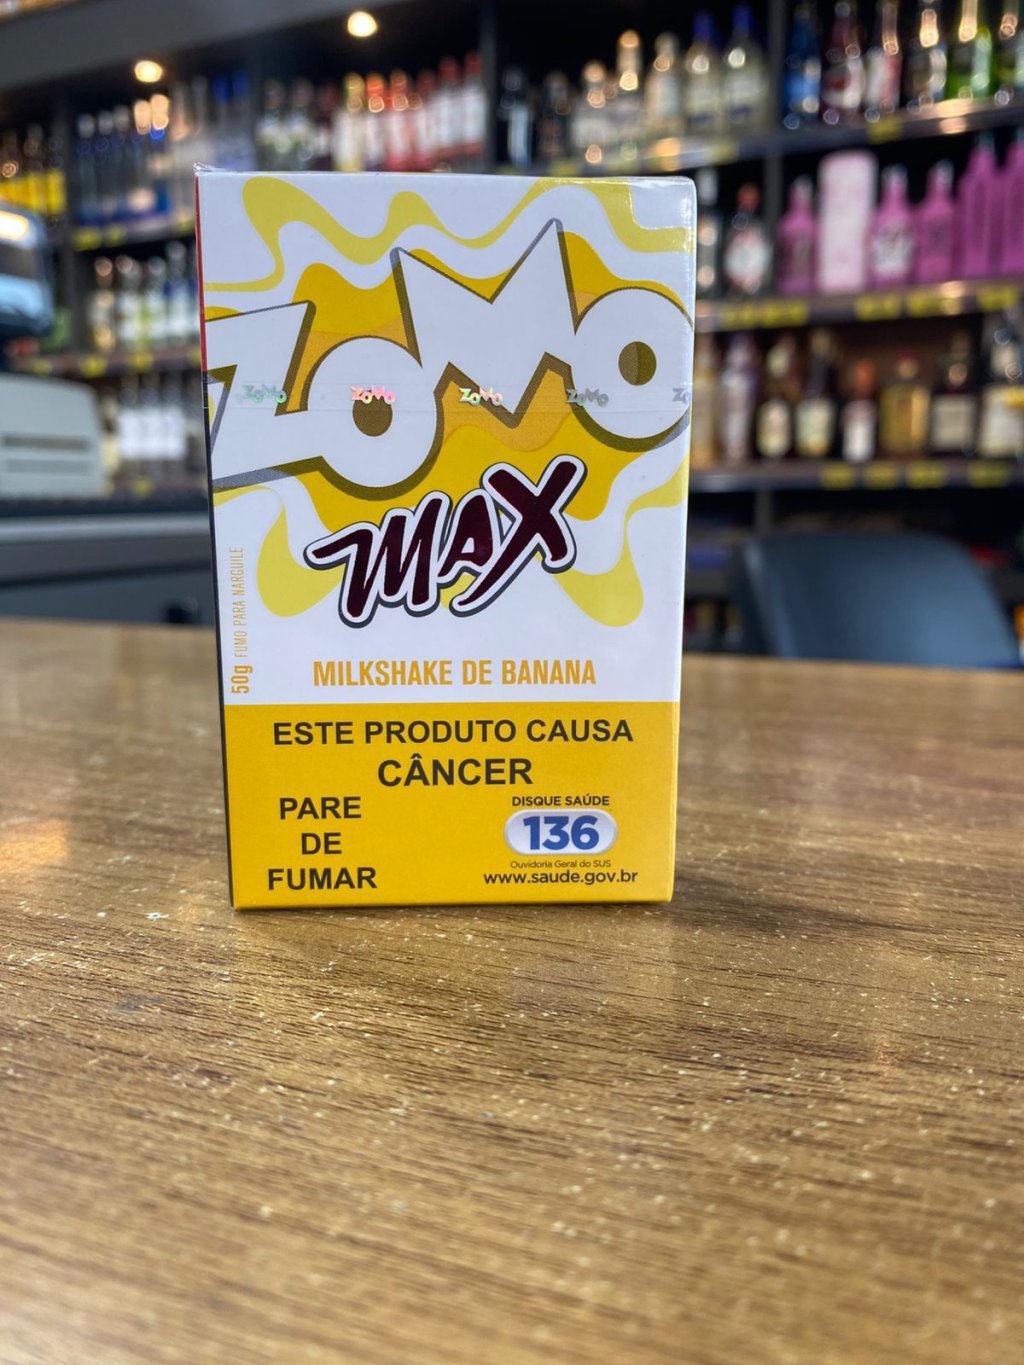 ZoMo
ZoMo ZoMo ZoMo ZoMo
MAX
50g FUMO PARA NARGUILE
MILKSHAKE DE BANANA
ESTE PRODUTO CAUSA
CÂNCER
PARE
DE
FUMAR
DISQUE SAÚDE
136
Ouvidoria Geral do SUS
www.saude.gov.br